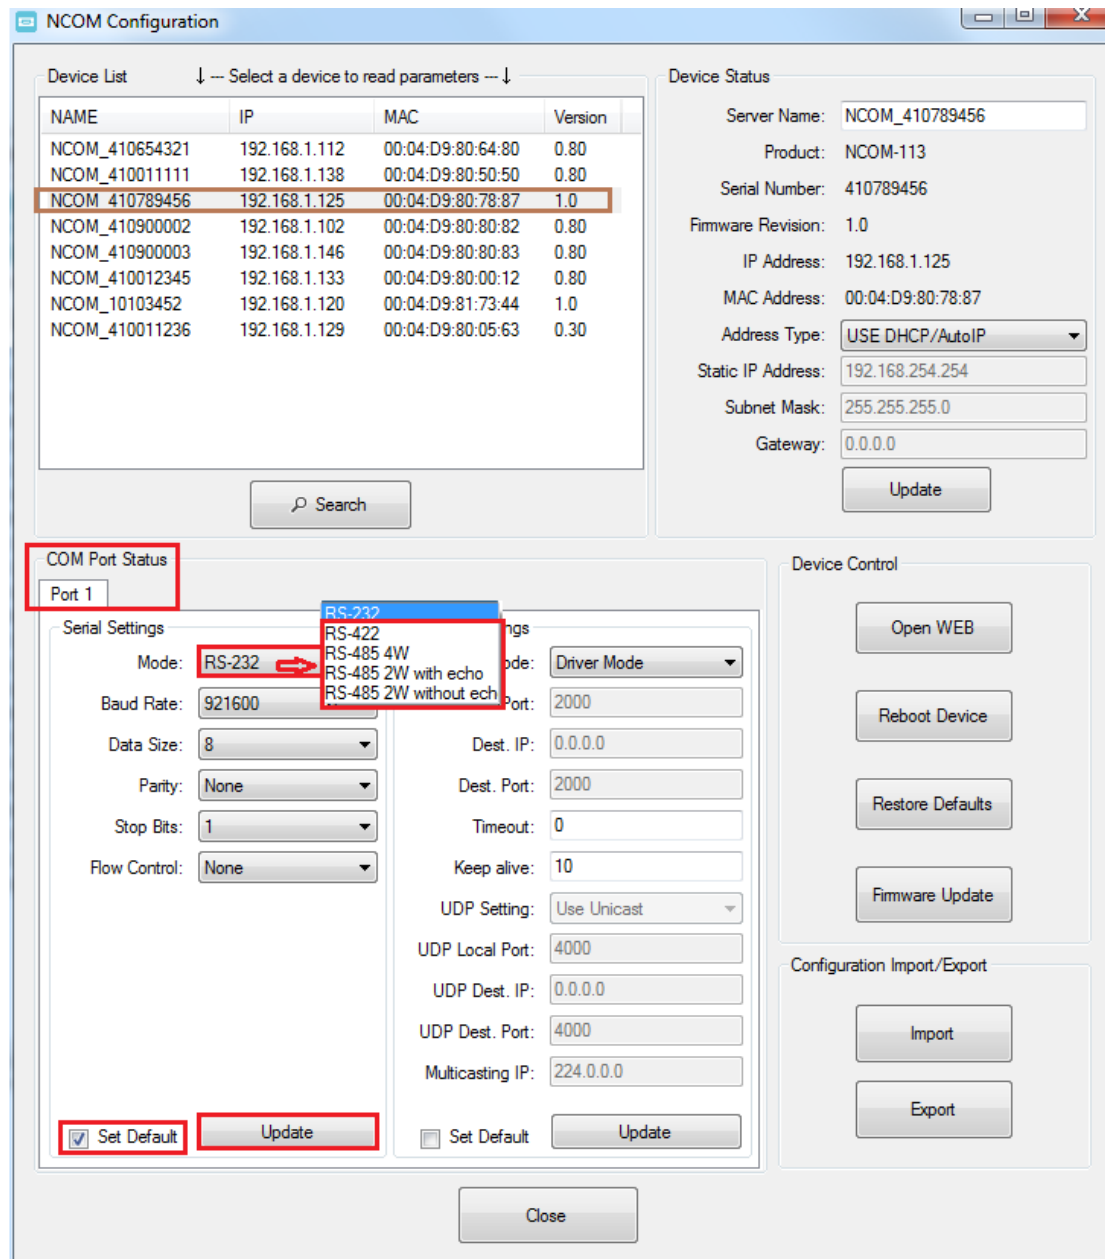 NCOM Configuration
Device List ↓ --- Select a device to read parameters --- ↓
NAME IP MAC Version
NCOM_410654321 192.168.1.112 00:04:D9:80:64:80 0.80
NCOM_410011111 192.168.1.138 00:04:D9:80:50:50 0.80
NCOM_410789456 192.168.1.125 00:04:D9:80:78:87 1.0
NCOM_410900002 192.168.1.102 00:04:D9:80:80:82 0.80
NCOM_410900003 192.168.1.146 00:04:D9:80:80:83 0.80
NCOM_410012345 192.168.1.133 00:04:D9:80:00:12 0.80
NCOM_10103452 192.168.1.120 00:04:D9:81:73:44 1.0
NCOM_410011236 192.168.1.129 00:04:D9:80:05:63 0.30
Search
Device Status
Server Name: NCOM_410789456
Product: NCOM-113
Serial Number: 410789456
Firmware Revision: 1.0
IP Address: 192.168.1.125
MAC Address: 00:04:D9:80:78:87
Address Type: USE DHCP/AutoIP
Static IP Address: 192.168.254.254
Subnet Mask: 255.255.255.0
Gateway: 0.0.0.0
Update
COM Port Status
Port 1
Serial Settings
Mode: RS-232
RS-232
RS-422
RS-485 4W
RS-485 2W with echo
RS-485 2W without ech
Baud Rate: 921600
Data Size: 8
Parity: None
Stop Bits: 1
Flow Control: None
Set Default Update
ngs
ode: Driver Mode
Port: 2000
Dest. IP: 0.0.0.0
Dest. Port: 2000
Timeout: 0
Keep alive: 10
UDP Setting: Use Unicast
UDP Local Port: 4000
UDP Dest. IP: 0.0.0.0
UDP Dest. Port: 4000
Multicasting IP: 224.0.0.0
Set Default Update
Device Control
Open WEB
Reboot Device
Restore Defaults
Firmware Update
Configuration Import/Export
Import
Export
Close